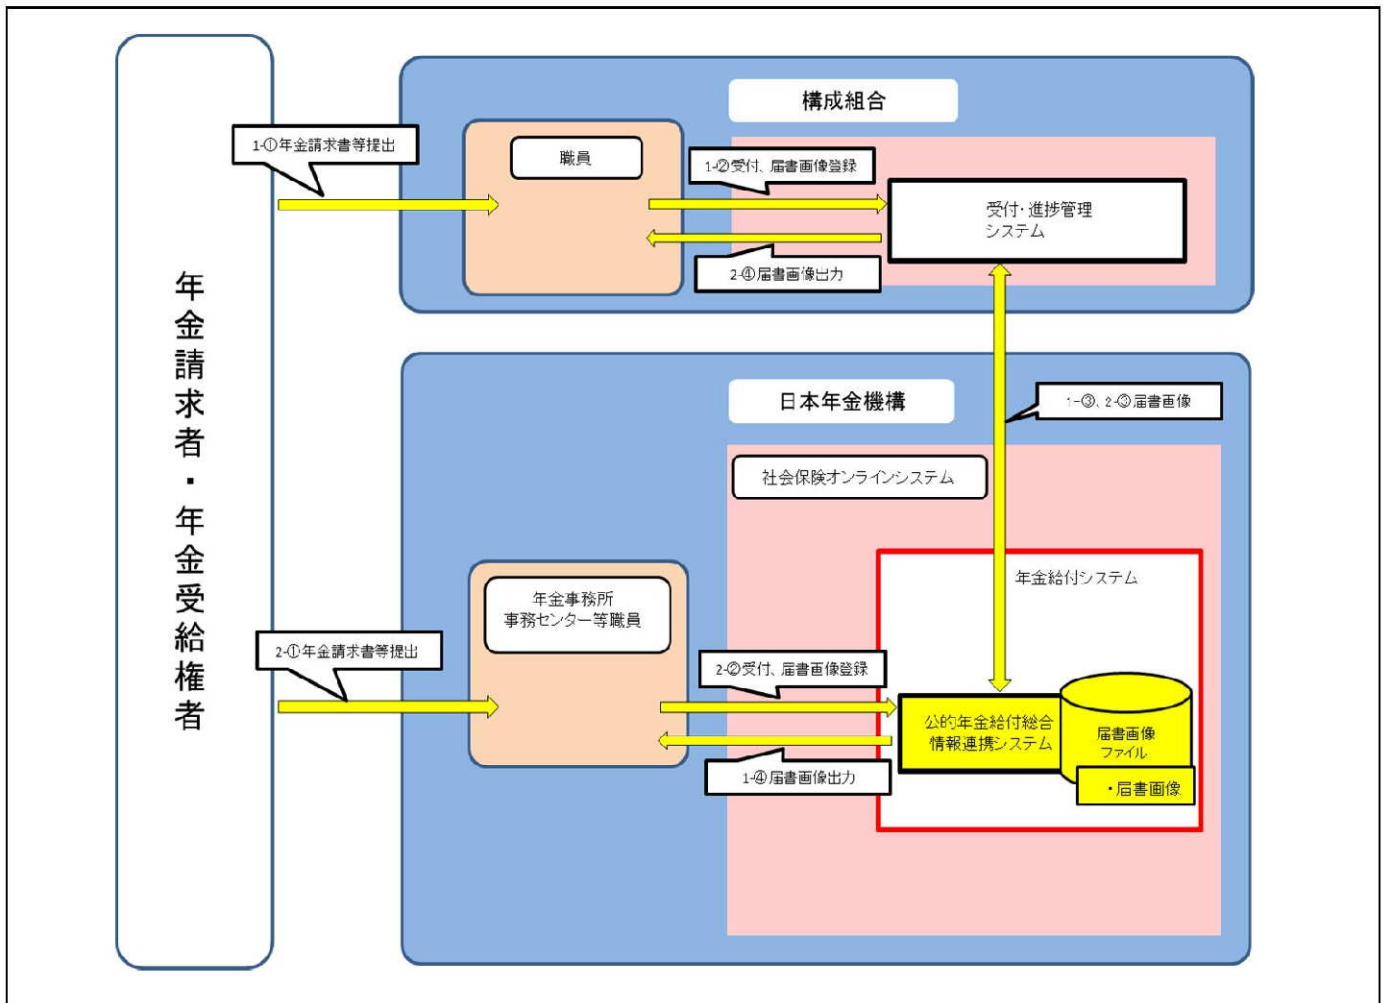 年金請求者・年金受給権者
構成組合
1-①年金請求書等提出
職員
1-②受付、届書画像登録
受付・進捗管理
システム
2-④届書画像出力
日本年金機構
1-③、2-③届書画像
社会保険オンラインシステム
年金給付システム
年金事務所
事務センター等職員
2-①年金請求書等提出
2-②受付、届書画像登録
公的年金給付総合
情報連携システム
届書画像
ファイル
・届書画像
1-④届書画像出力